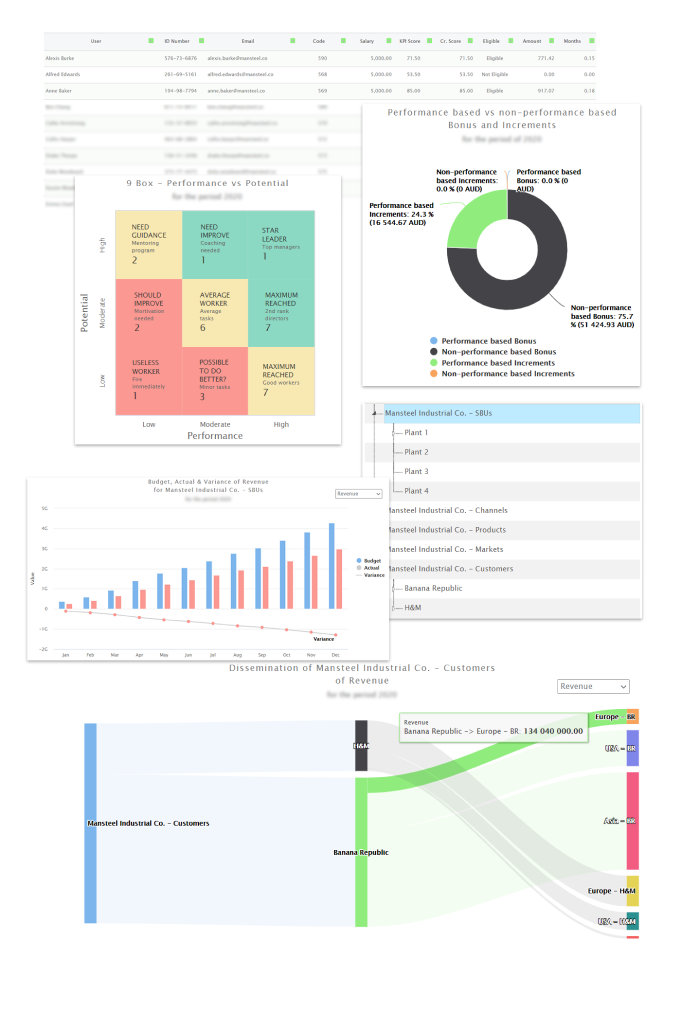 User ID Number Email Code Salary KPI Score Cr. Score Eligible Amount Months
Alexis Burke 576-73-6876 alexis.burke@mansteel.co 590 5,000.00 71.50 71.50 Eligible 771.42 0.15
Alfred Edwards 261-69-5161 alfred.edwards@mansteel.co 568 5,000.00 53.50 53.50 Not Eligible 0.00 0.00
Anne Baker 194-98-7794 anne.baker@mansteel.co 569 5,000.00 85.00 85.00 Eligible 917.07 0.18
Performance based vs non-performance based
Bonus and Increments
for the period of 2020
Non-performance
based Increments:
0.0 % (0 AUD)
Performance based
Bonus: 0.0 % (0
AUD)
Performance based
Increments: 24.3 %
(16 544.67 AUD)
Non-performance
based Bonus: 75.7
% (51 424.93 AUD)
Performance based Bonus
Non-performance based Bonus
Performance based Increments
Non-performance based Increments
9 Box - Performance vs Potential
for the period 2020
Potential
High
Moderate
Low
NEED
GUIDANCE
Mentoring
program
2
NEED
IMPROVE
Coaching
needed
1
STAR
LEADER
Top managers
1
SHOULD
IMPROVE
Mortivation
needed
2
AVERAGE
WORKER
Average
tasks
6
MAXIMUM
REACHED
2nd rank
directors
7
USELESS
WORKER
Fire
immediately
1
POSSIBLE
TO DO
BETTER?
Minor tasks
3
MAXIMUM
REACHED
Good workers
7
Low Moderate High
Performance
Mansteel Industrial Co. - SBUs
Plant 1
Plant 2
Plant 3
Plant 4
Mansteel Industrial Co. - Channels
Mansteel Industrial Co. - Products
Mansteel Industrial Co. - Markets
Mansteel Industrial Co. - Customers
Banana Republic
H&M
Budget, Actual & Variance of Revenue
for Mansteel Industrial Co. - SBUs
for the period 2020
Revenue
Value
5G
4G
3G
2G
1G
0
-1G
-2G
Budget
Actual
Variance
Variance
Jan Feb Mar Apr May Jun Jul Aug Sep Oct Nov Dec
Dissemination of Mansteel Industrial Co. - Customers
of Revenue
for the period 2020
Revenue
Revenue
Banana Republic -> Europe - BR: 134 040 000.00
Europe - BR
H&M
USA - BR
Mansteel Industrial Co. - Customers
Asia - BR
Banana Republic
Europe - H&M
USA - H&M